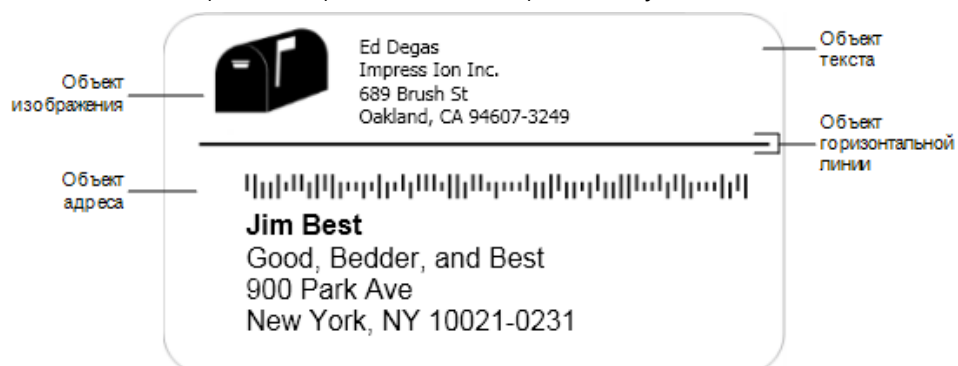 Ed Degas
Impress Ion Inc.
689 Brush St
Oakland, CA 94607-3249
Объект
текста
Объект
изображения
Объект
горизонтальной
линии
Объект
адреса
Jim Best
Good, Bedder, and Best
900 Park Ave
New York, NY 10021-0231